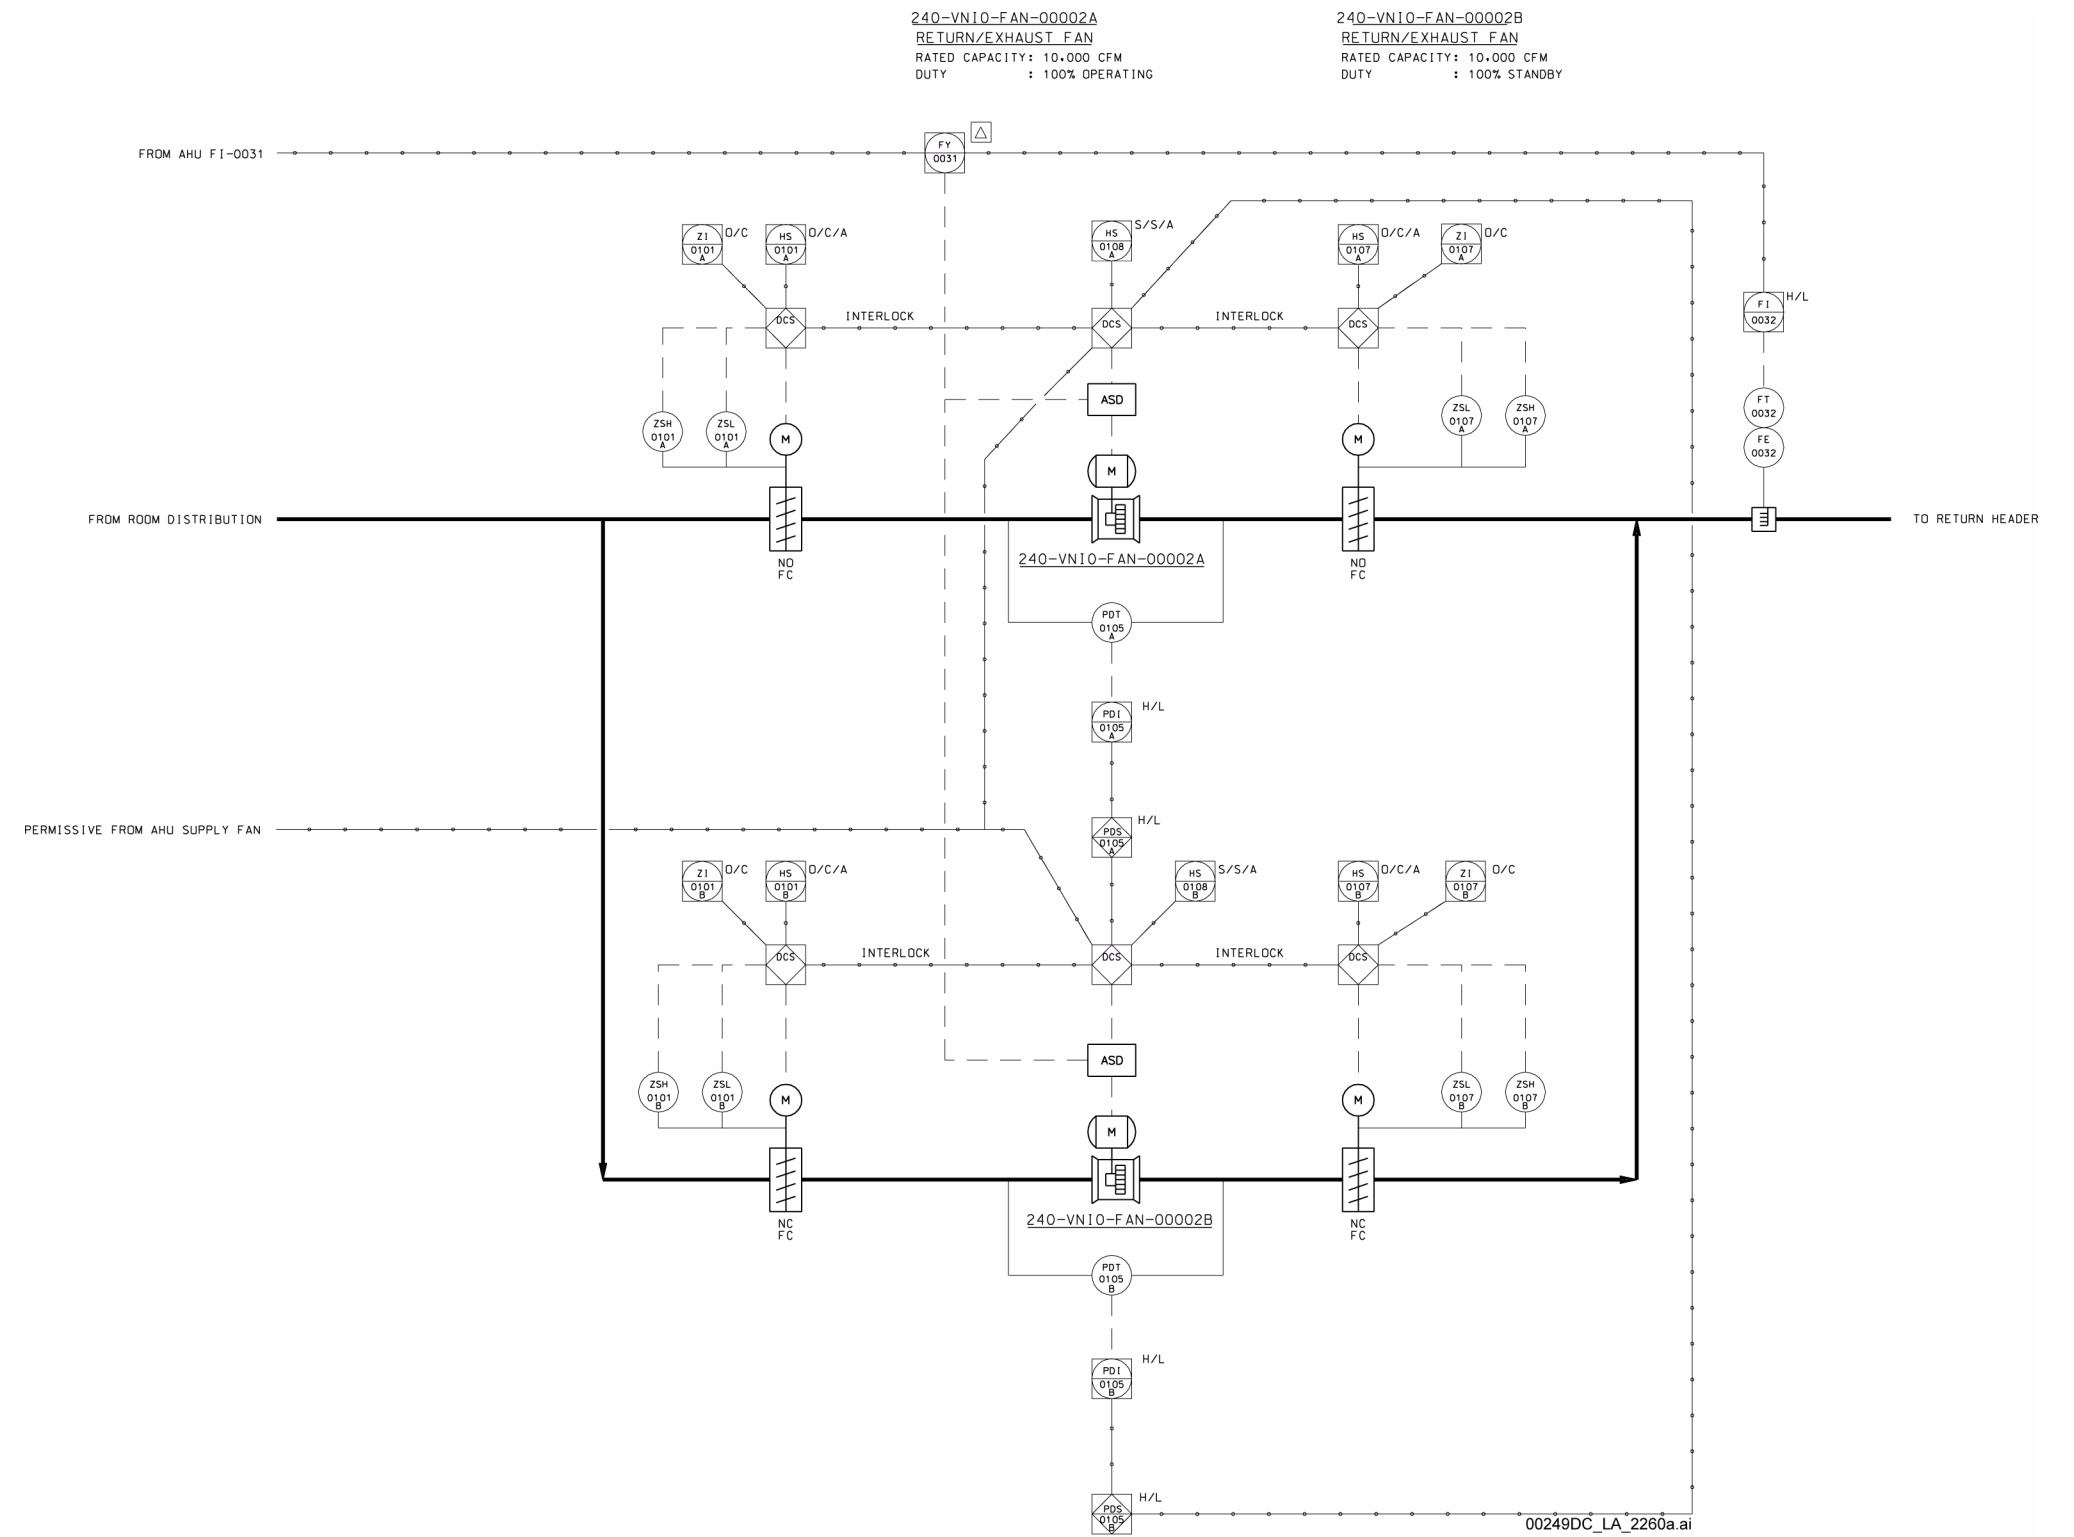 240-VNIO-FAN-00002A
RETURN/EXHAUST FAN
RATED CAPACITY: 10,000 CFM
DUTY : 100% OPERATING
240-VNIO-FAN-00002B
RETURN/EXHAUST FAN
RATED CAPACITY: 10,000 CFM
DUTY : 100% STANDBY
FROM AHU FI-0031
FY
0031
ZI
0101
A
O/C
HS
0101
A
O/C/A
HS
0108
A
S/S/A
HS
0107
A
O/C/A
ZI
0107
A
O/C
FI
0032
H/L
DCS
INTERLOCK
DCS
INTERLOCK
DCS
ZSH
0101
A
ZSL
0101
A
M
ASD
M
M
ZSL
0107
A
ZSH
0107
A
FT
0032
FE
0032
FROM ROOM DISTRIBUTION
TO RETURN HEADER
NO
FC
240-VNIO-FAN-00002A
NO
FC
PDT
0105
A
PDI
0105
A
H/L
PDS
0105
A
H/L
PERMISSIVE FROM AHU SUPPLY FAN
ZI
0101
B
O/C
HS
0101
B
O/C/A
HS
0108
B
S/S/A
HS
0107
B
O/C/A
ZI
0107
B
O/C
DCS
INTERLOCK
DCS
INTERLOCK
DCS
ZSH
0101
B
ZSL
0101
B
M
ASD
M
M
ZSL
0107
B
ZSH
0107
B
NC
FC
240-VNIO-FAN-00002B
NC
FC
PDT
0105
B
PDI
0105
B
H/L
PDS
0105
B
H/L
00249DC_LA_2260a.ai